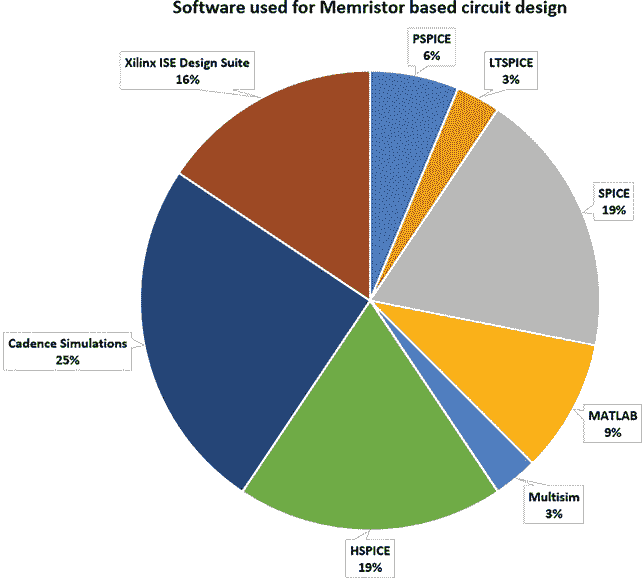 Software used for Memristor based circuit design
PSPICE
6%
LTSPICE
3%
SPICE
19%
MATLAB
9%
Multisim
3%
HSPICE
19%
Cadence Simulations
25%
Xilinx ISE Design Suite
16%